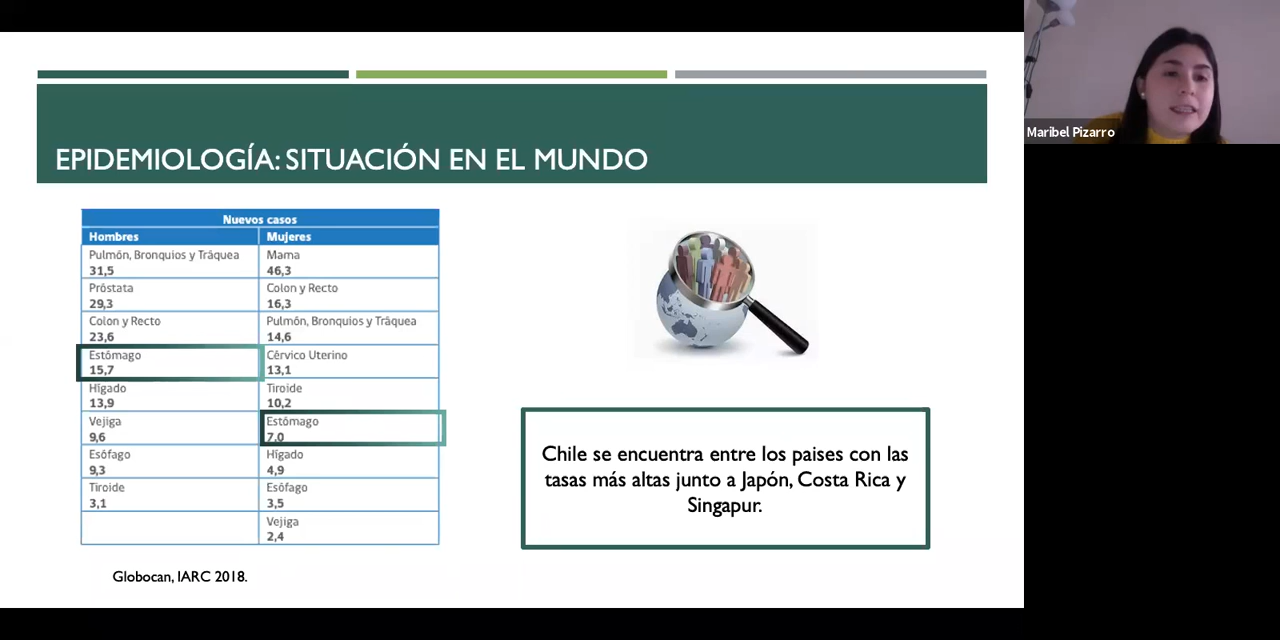 EPIDEMIOLOGÍA: SITUACIÓN EN EL MUNDO
Nuevos casos
Hombres Mujeres
Pulmón, Bronquios y Tráquea Mama
31,5 46,3
Próstata Colon y Recto
29,3 16,3
Colon y Recto Pulmón, Bronquios y Tráquea
23,6 14,6
Estómago Cérvico Uterino
15,7 13,1
Hígado Tiroide
13,9 10,2
Vejiga Estómago
9,6 7,0
Esófago Hígado
9,3 4,9
Tiroide Esófago
3,1 3,5
Vejiga
2,4
Globocan, IARC 2018.
Chile se encuentra entre los paises con las
tasas más altas junto a Japón, Costa Rica y
Singapur.
Maribel Pizarro